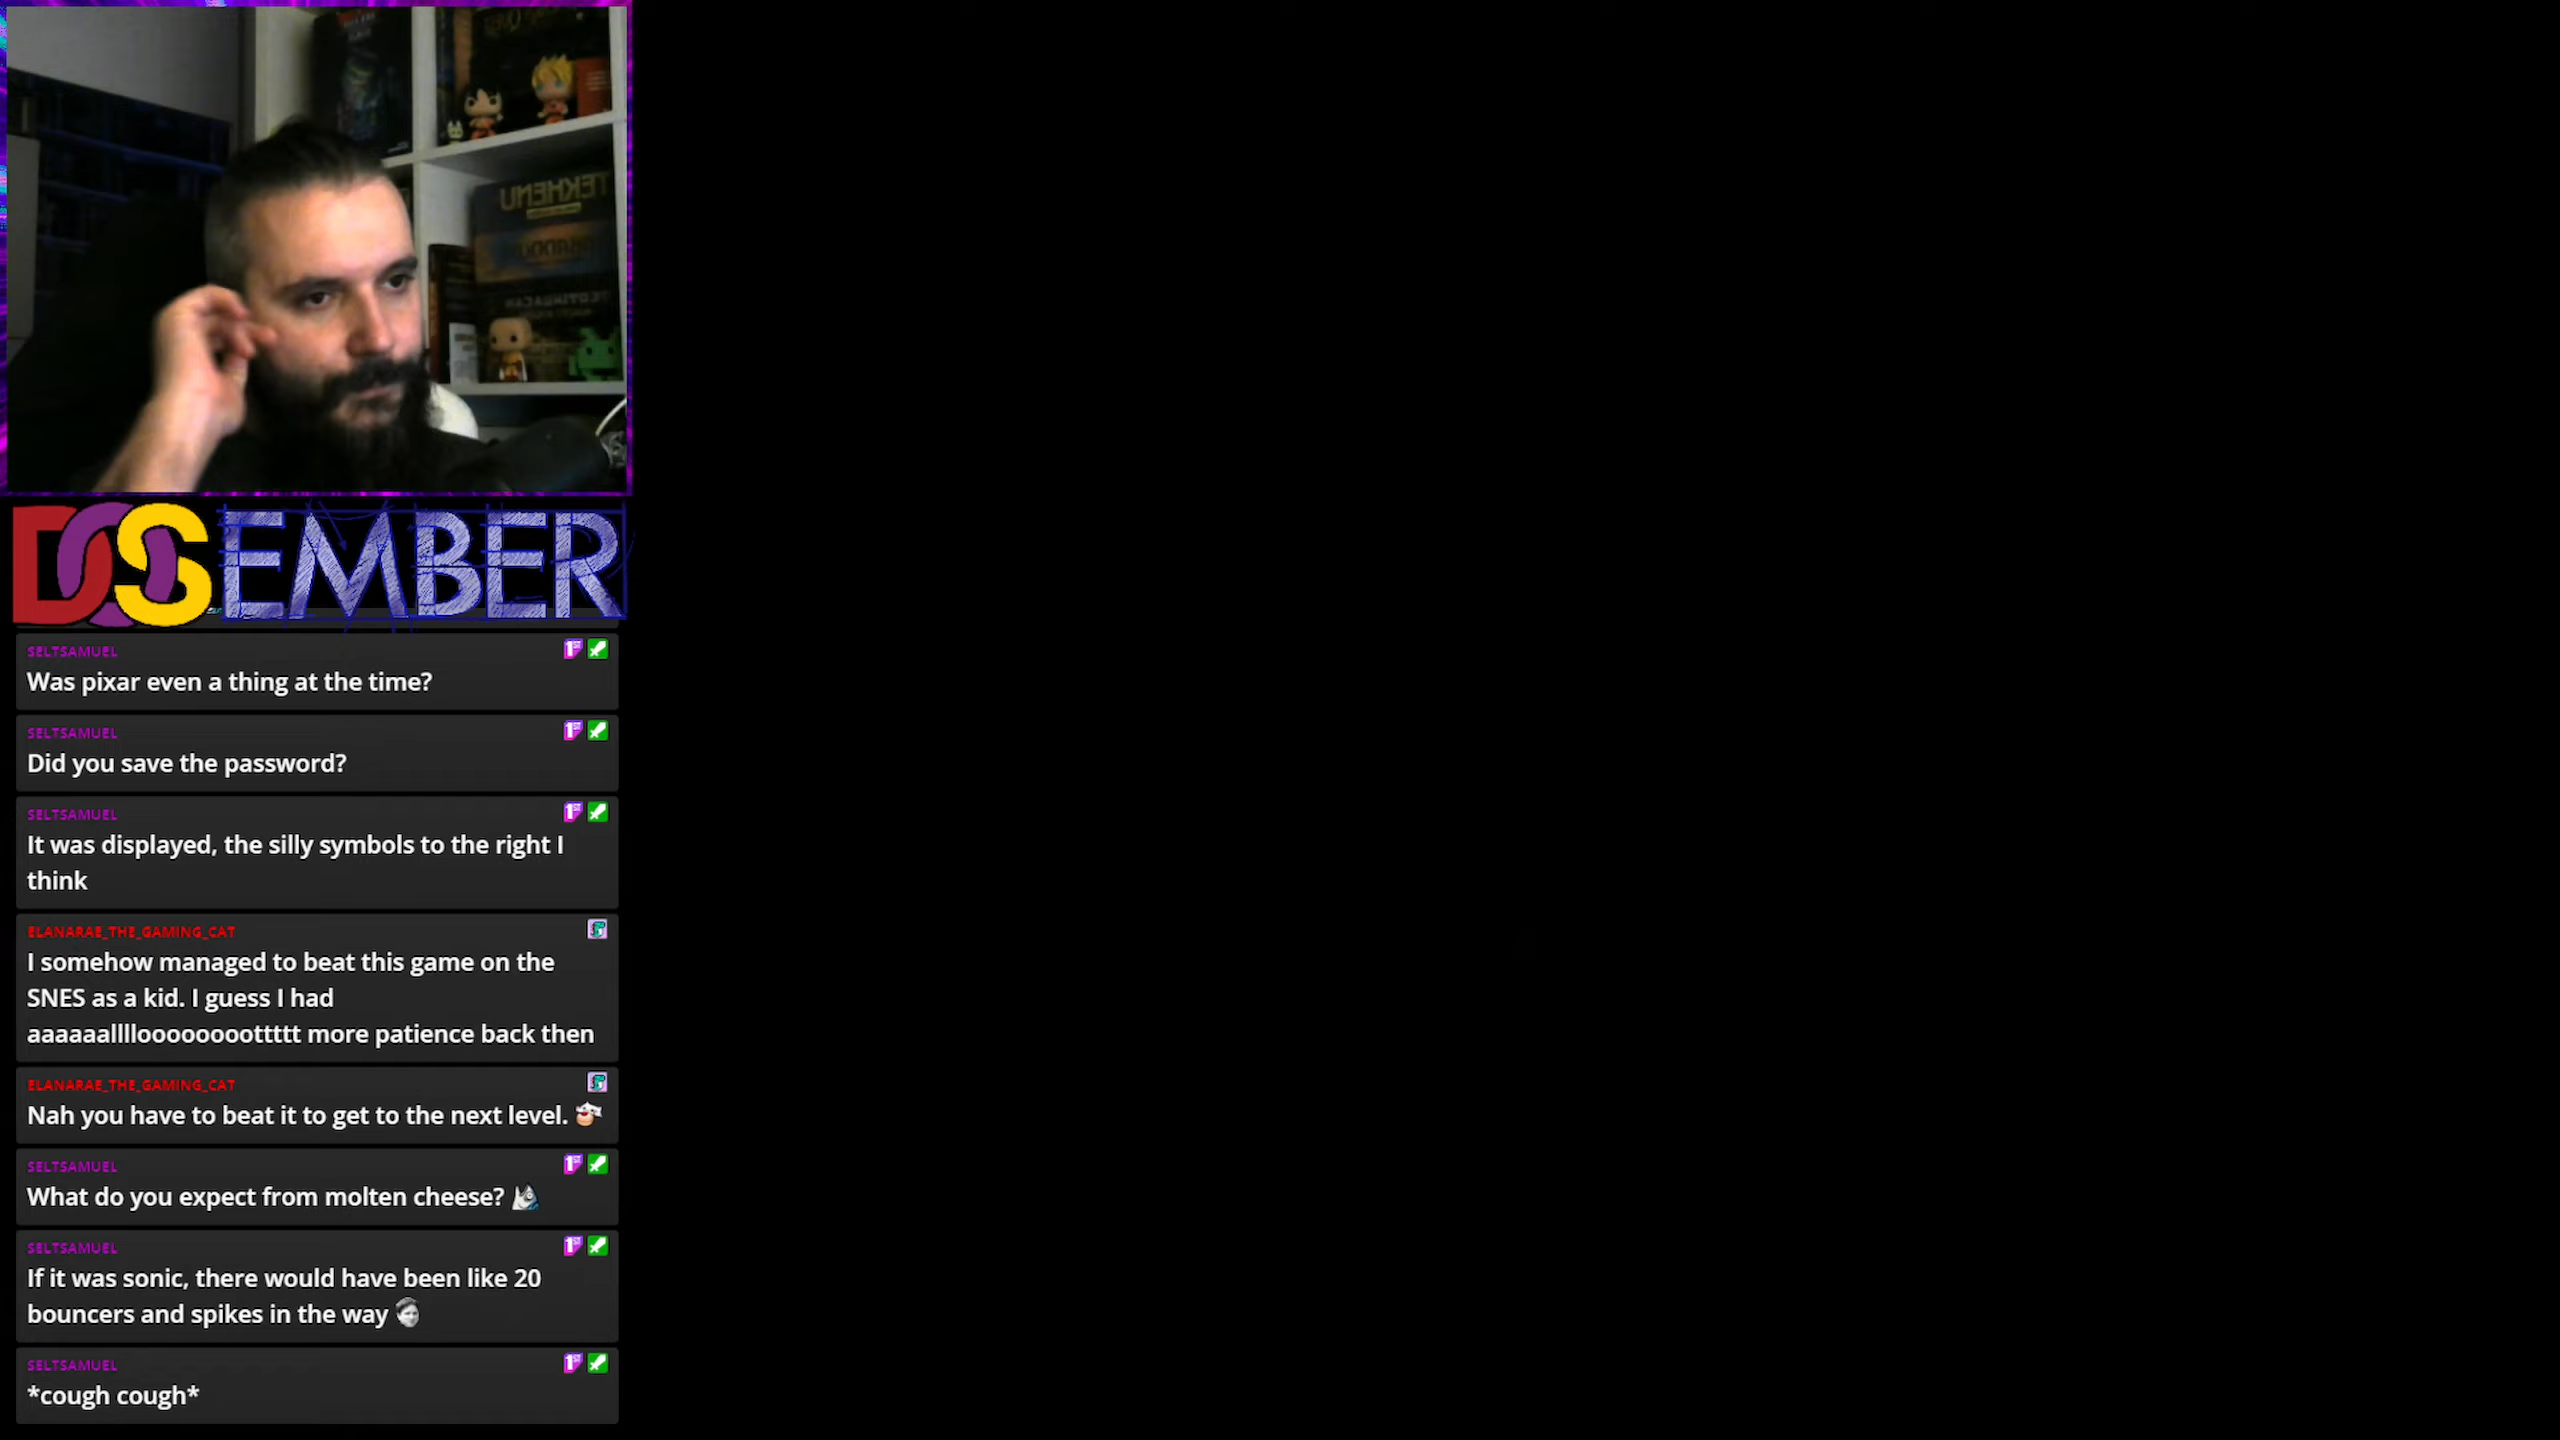 DOSEMBER
SELTSAMUEL
Was pixar even a thing at the time?
SELTSAMUEL
Did you save the password?
SELTSAMUEL
It was displayed, the silly symbols to the right I
think
ELANARAE_THE_GAMING_CAT
I somehow managed to beat this game on the
SNES as a kid. I guess I had
aaaaaalllloooooooottttt more patience back then
ELANARAE_THE_GAMING_CAT
Nah you have to beat it to get to the next level.
SELTSAMUEL
What do you expect from molten cheese?
SELTSAMUEL
If it was sonic, there would have been like 20
bouncers and spikes in the way
SELTSAMUEL
*cough cough*
TEKHENU